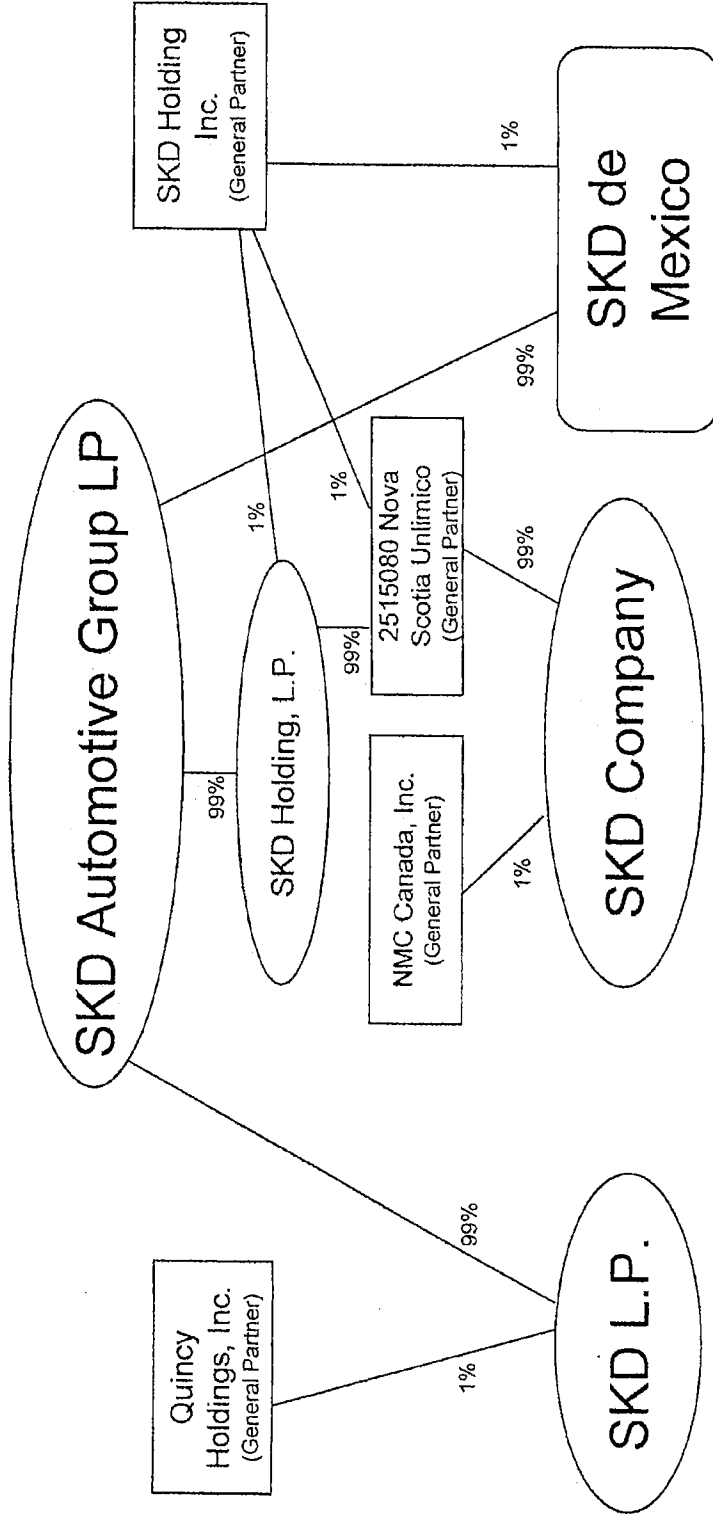 SKD Automotive Group LP
Quincy
Holdings, Inc.
(General Partner)
SKD Holding
Inc.
(General Partner)
99%
1%
SKD Holding, L.P.
99%
1%
NMC Canada, Inc.
(General Partner)
2515080 Nova
Scotia Unlimico
(General Partner)
1%
99%
1%
99%
99%
1%
SKD L.P.
SKD Company
SKD de
Mexico